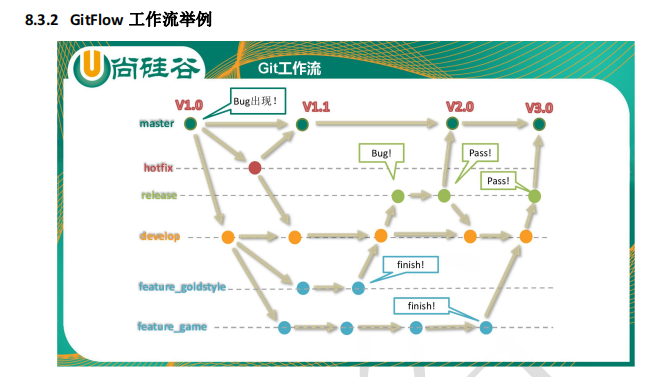 8.3.2 GitFlow 工作流举例
尚硅谷
Git工作流
V1.0
Bug出现！
V1.1
V2.0
V3.0
master
Bug!
Pass!
hotfix
Pass!
release
develop
finish!
feature_goldstyle
finish!
feature_game